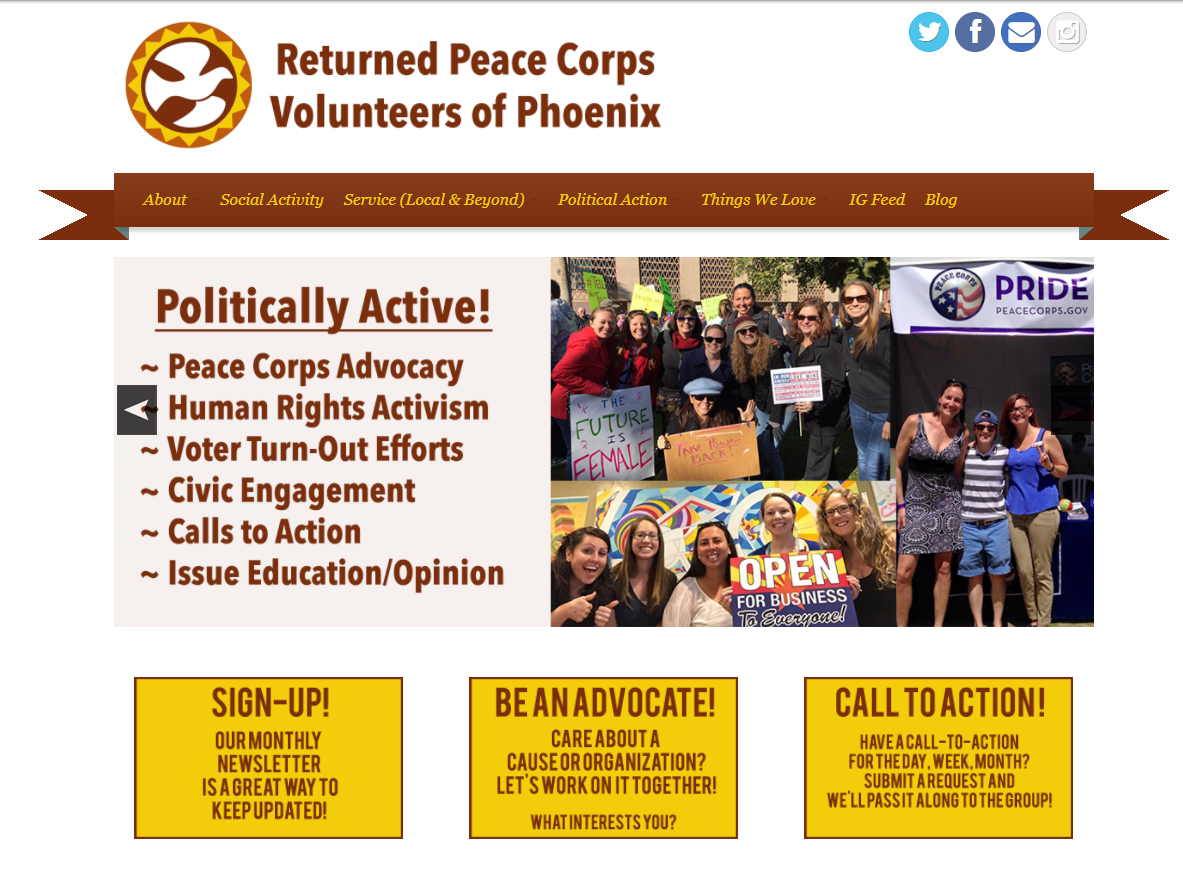 Returned Peace Corps
Volunteers of Phoenix
About
Social Activity
Service (Local & Beyond)
Political Action
Things We Love
IG Feed
Blog
Politically Active!
~ Peace Corps Advocacy
~ Human Rights Activism
~ Voter Turn-Out Efforts
~ Civic Engagement
~ Calls to Action
~ Issue Education/Opinion
THE
FUTURE
IS
FEMALE
Take Power
BACK!
PEACE CORPS
PRIDE
PEACECORPS.GOV
OPEN
FOR BUSINESS
To Everyone!
SIGN-UP!
OUR MONTHLY
NEWSLETTER
IS A GREAT WAY TO
KEEP UPDATED!
BE AN ADVOCATE!
CARE ABOUT A
CAUSE OR ORGANIZATION?
LET'S WORK ON IT TOGETHER!
WHAT INTERESTS YOU?
CALL TO ACTION!
HAVE A CALL-TO-ACTION
FOR THE DAY, WEEK, MONTH?
SUBMIT A REQUEST AND
WE'LL PASS IT ALONG TO THE GROUP!